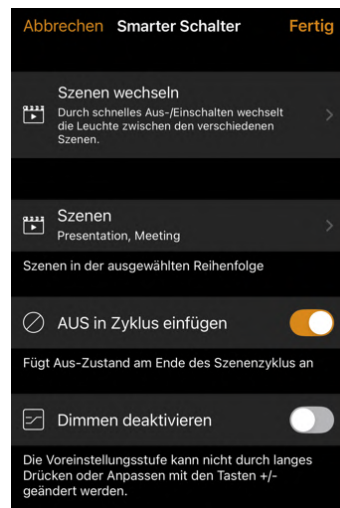 Abbrechen Smarter Schalter Fertig
Szenen wechseln
Durch schnelles Aus-/Einschalten wechselt
die Leuchte zwischen den verschiedenen
Szenen.
Szenen
Presentation, Meeting
Szenen in der ausgewählten Reihenfolge
AUS in Zyklus einfügen
Fügt Aus-Zustand am Ende des Szenenzyklus an
Dimmen deaktivieren
Die Voreinstellungsstufe kann nicht durch langes
Drücken oder Anpassen mit den Tasten +/-
geändert werden.